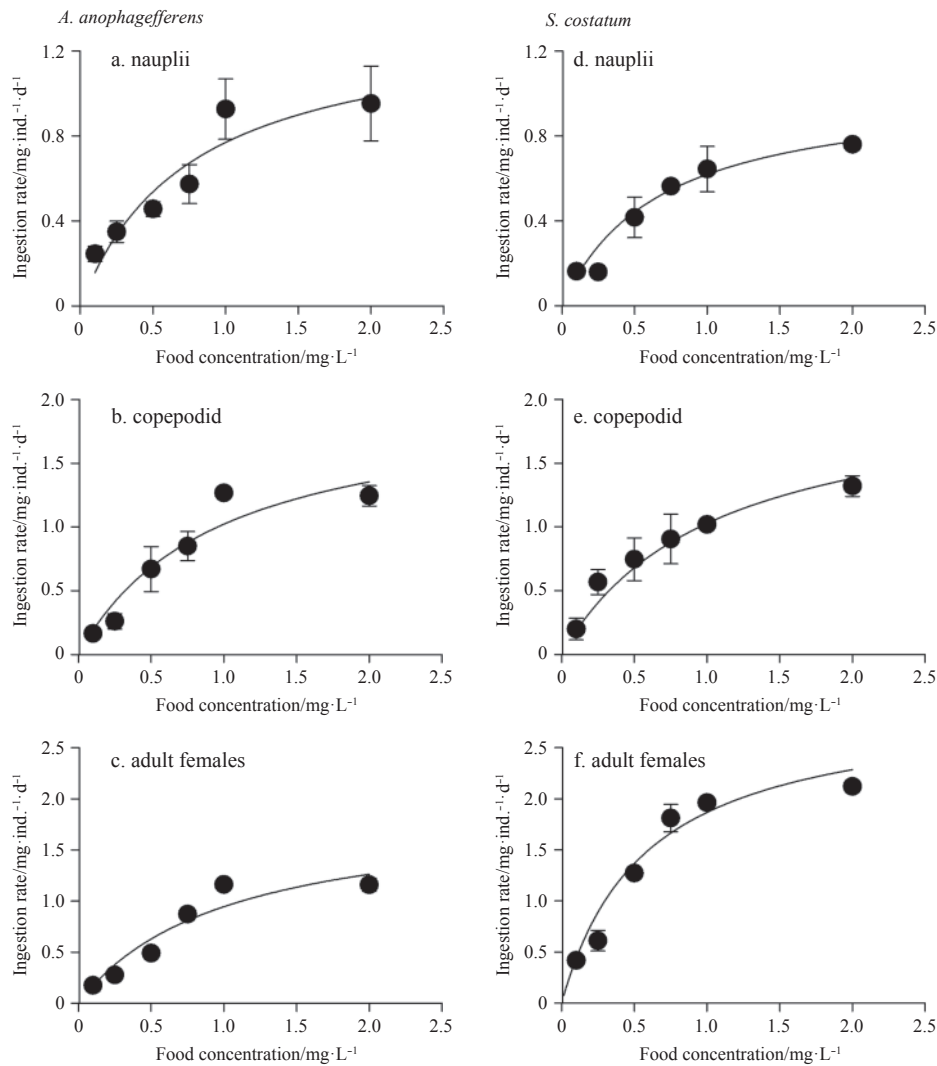 A. anophagefferens
S. costatum
a. nauplii
1.2
0.8
0.4
0
Ingestion rate/mg·ind.⁻¹·d⁻¹
0 0.5 1.0 1.5 2.0 2.5
Food concentration/mg·L⁻¹
d. nauplii
1.2
0.8
0.4
0
Ingestion rate/mg·ind.⁻¹·d⁻¹
0 0.5 1.0 1.5 2.0 2.5
Food concentration/mg·L⁻¹
b. copepodid
2.0
1.5
1.0
0.5
0
Ingestion rate/mg·ind.⁻¹·d⁻¹
0 0.5 1.0 1.5 2.0 2.5
Food concentration/mg·L⁻¹
e. copepodid
2.0
1.5
1.0
0.5
0
Ingestion rate/mg·ind.⁻¹·d⁻¹
0 0.5 1.0 1.5 2.0 2.5
Food concentration/mg·L⁻¹
c. adult females
2.5
2.0
1.5
1.0
0.5
0
Ingestion rate/mg·ind.⁻¹·d⁻¹
0 0.5 1.0 1.5 2.0 2.5
Food concentration/mg·L⁻¹
f. adult females
2.5
2.0
1.5
1.0
0.5
0
Ingestion rate/mg·ind.⁻¹·d⁻¹
0 0.5 1.0 1.5 2.0 2.5
Food concentration/mg·L⁻¹